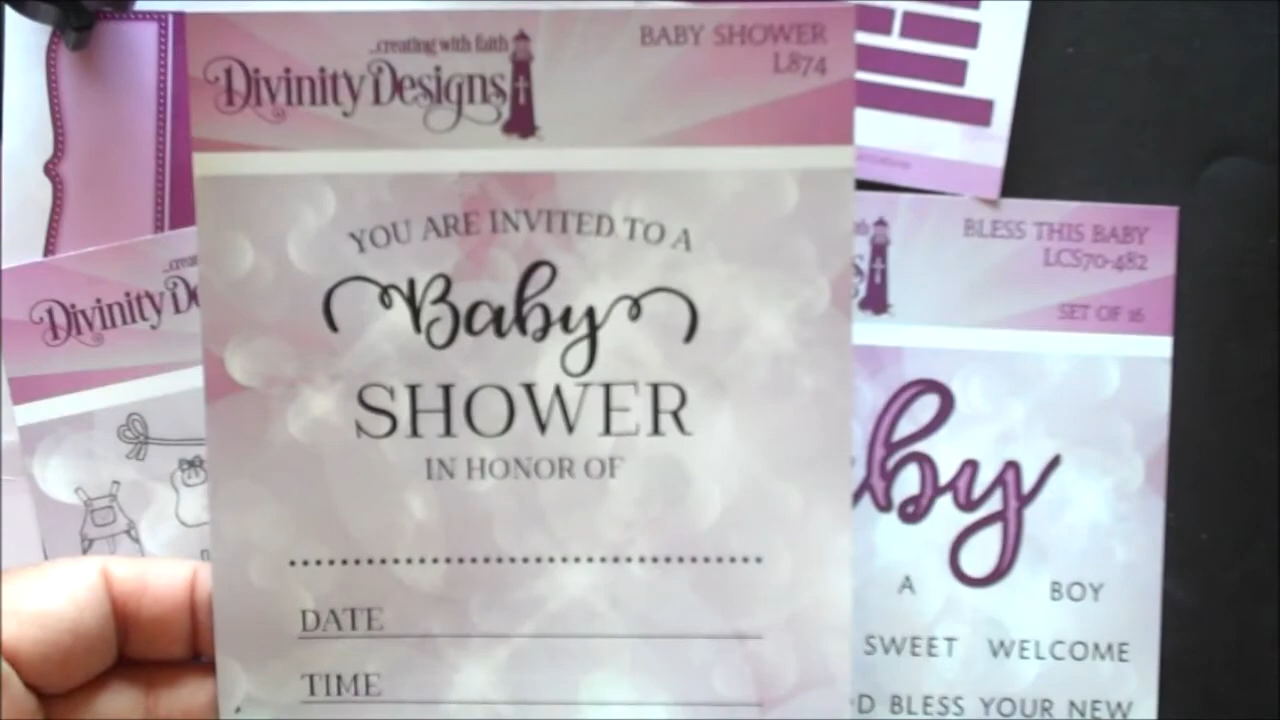 ...creating with faith
Divinity Designs
BABY SHOWER
L874
YOU ARE INVITED TO A
Baby
SHOWER
IN HONOR OF
DATE
TIME
Divinity De
BLESS THIS BABY
LCS70-482
SET OF 16
by
A BOY
SWEET WELCOME
D BLESS YOUR NEW